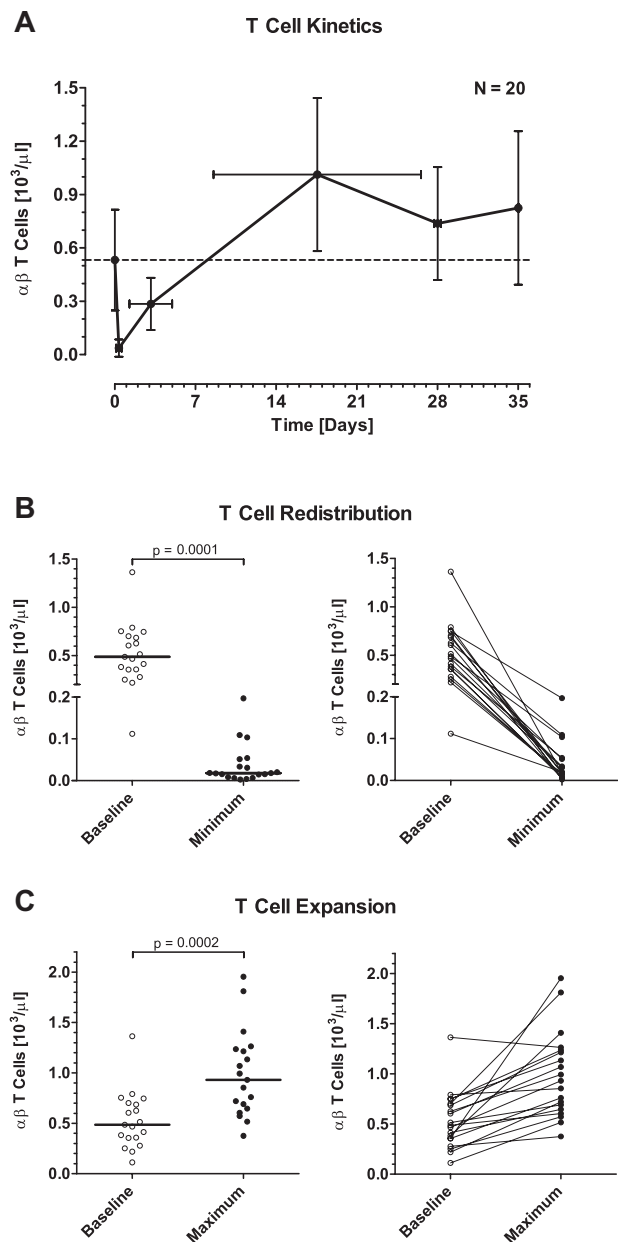 A
T Cell Kinetics
N = 20
αβ T Cells [10³/μl]
1.5
1.2
0.9
0.6
0.3
0.0
0 7 14 21 28 35
Time [Days]
B
T Cell Redistribution
p = 0.0001
αβ T Cells [10³/μl]
1.5
1.0
0.5
0.2
0.1
0.0
Baseline Minimum
αβ T Cells [10³/μl]
1.5
1.0
0.5
0.2
0.1
0.0
Baseline Minimum
C
T Cell Expansion
p = 0.0002
αβ T Cells [10³/μl]
2.0
1.5
1.0
0.5
0.0
Baseline Maximum
αβ T Cells [10³/μl]
2.0
1.5
1.0
0.5
0.0
Baseline Maximum